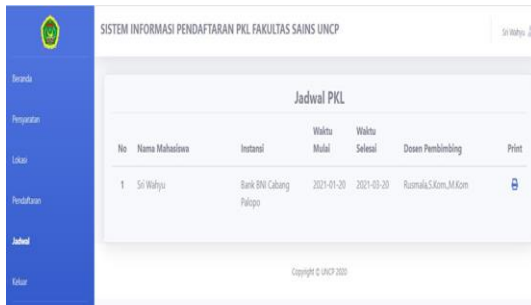 SISTEM INFORMASI PENDAFTARAN PKL FAKULTAS SAINS UNCP
Sri Wahyu
Beranda
Persyaratan
Lokasi
Pendaftaran
Jadwal
Keluar
Jadwal PKL
No Nama Mahasiswa Instansi Waktu Mulai Waktu Selesai Dosen Pembimbing Print
1 Sri Wahyu Bank BNI Cabang Palopo 2021-01-20 2021-03-20 Rusmala,S.Kom.,M.Kom
Copyright © UNCP 2020